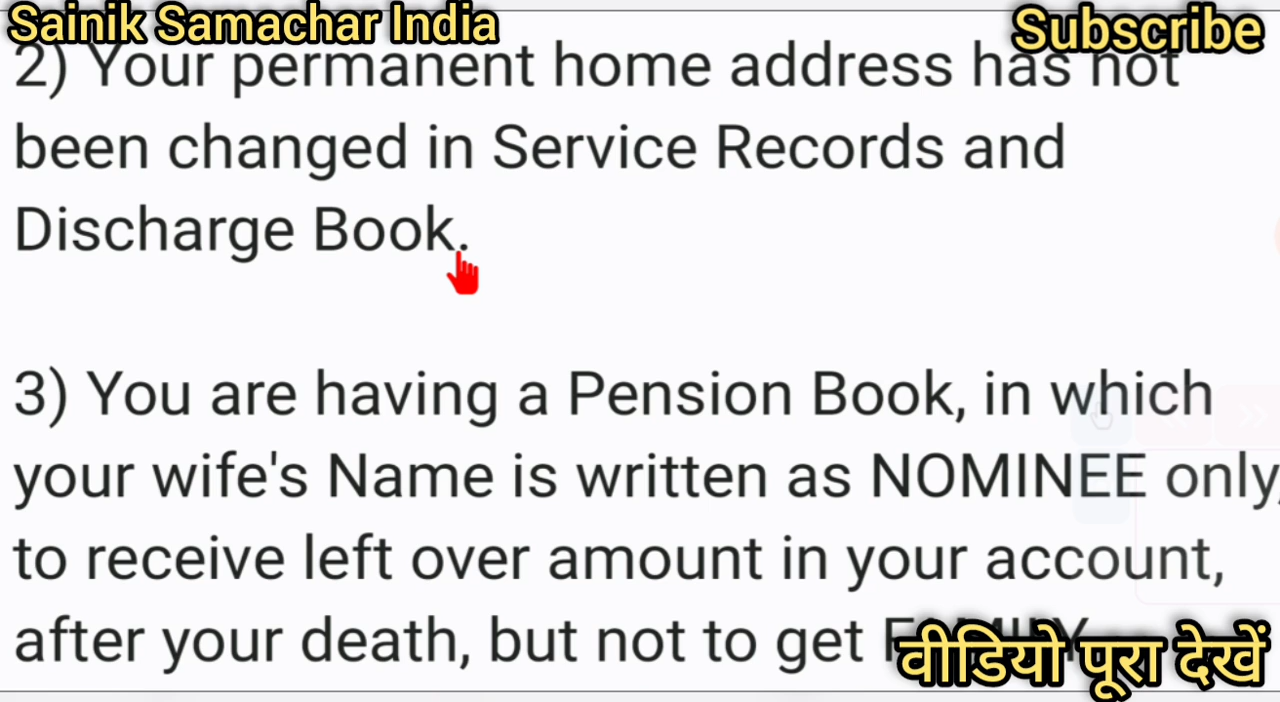 Sainik Samachar India
Subscribe
2) Your permanent home address has not
been changed in Service Records and
Discharge Book.
3) You are having a Pension Book, in which
your wife's Name is written as NOMINEE only,
to receive left over amount in your account,
after your death, but not to get FAMILY
वीडियो पूरा देखें